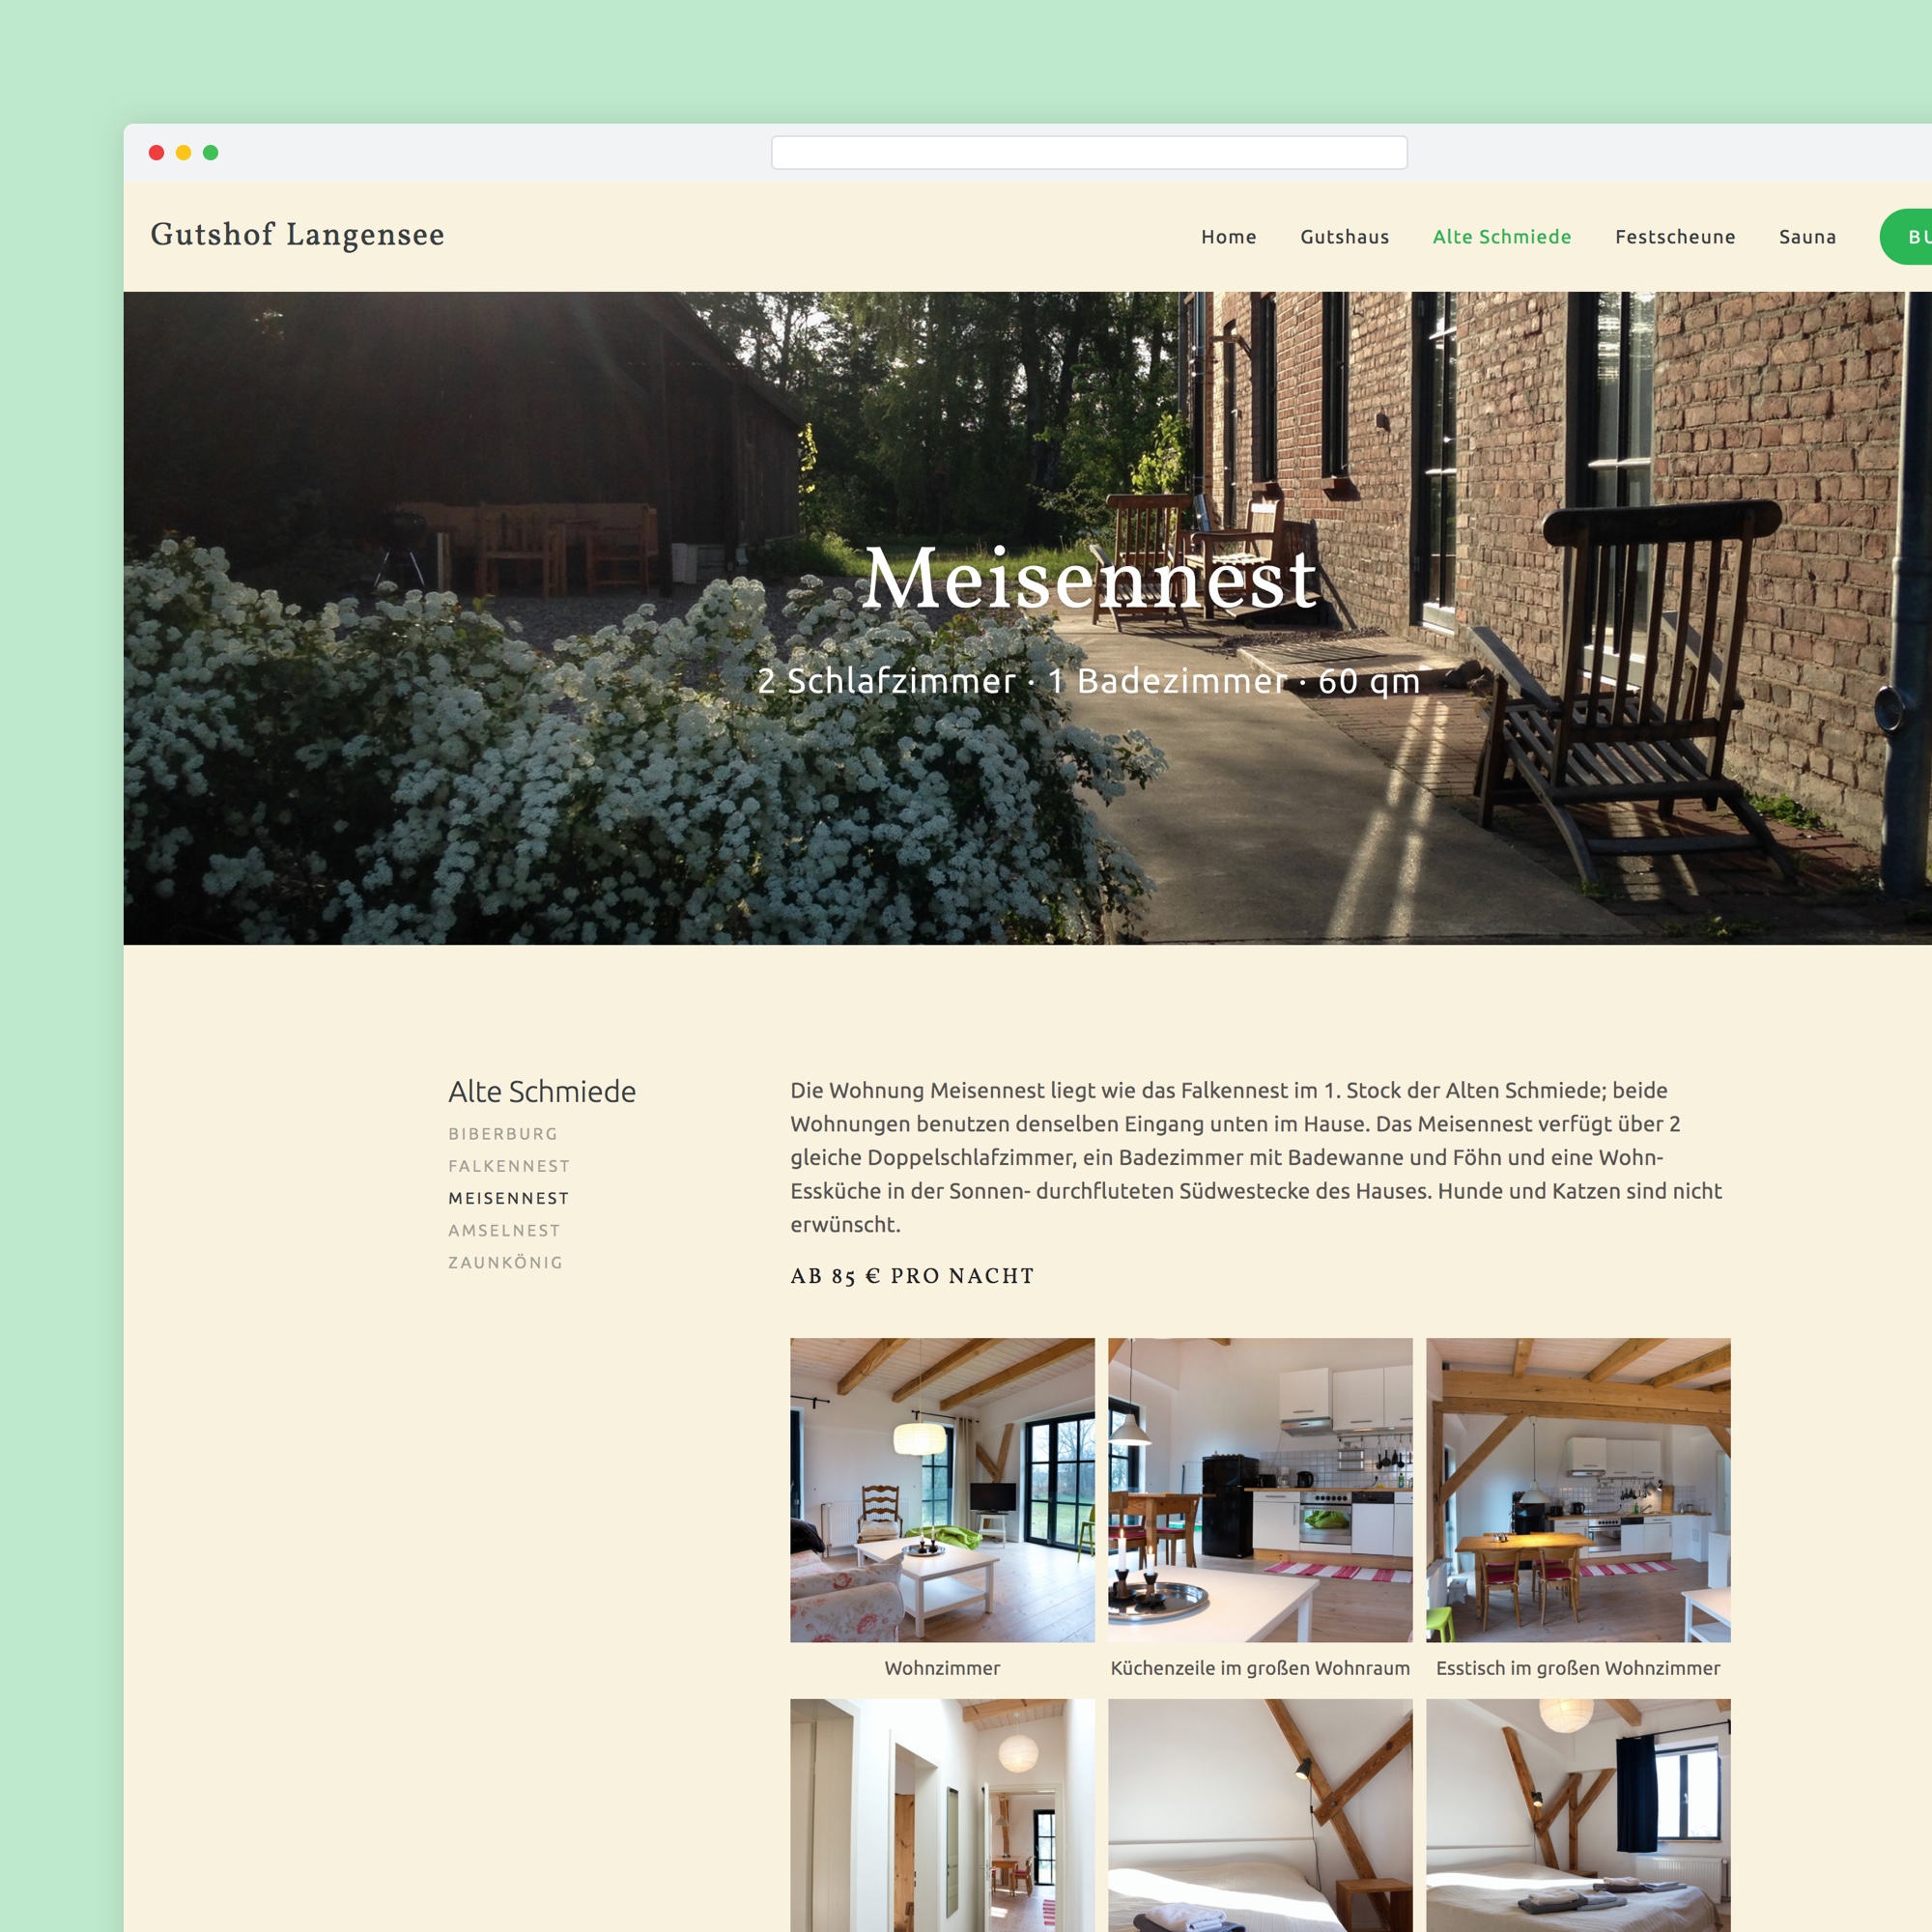 Gutshof Langensee
Home Gutshaus Alte Schmiede Festscheune Sauna
Meisennest
2 Schlafzimmer · 1 Badezimmer · 60 qm
Alte Schmiede
BIBERBURG
FALKENNEST
MEISENNEST
AMSELNEST
ZAUNKÖNIG
Die Wohnung Meisennest liegt wie das Falkennest im 1. Stock der Alten Schmiede; beide
Wohnungen benutzen denselben Eingang unten im Hause. Das Meisennest verfügt über 2
gleiche Doppelschlafzimmer, ein Badezimmer mit Badewanne und Föhn und eine Wohn-
Essküche in der Sonnen- durchfluteten Südwestecke des Hauses. Hunde und Katzen sind nicht
erwünscht.
AB 85 € PRO NACHT
Wohnzimmer
Küchenzeile im großen Wohnraum
Esstisch im großen Wohnzimmer